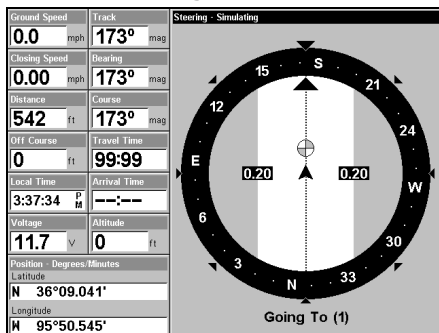 Ground Speed
0.0 mph
Track
173° mag
Closing Speed
0.00 mph
Bearing
173° mag
Distance
542 ft
Course
173° mag
Off Course
0 ft
Travel Time
99:99
Local Time
3:37:34 PM
Arrival Time
--:--
Voltage
11.7 V
Altitude
0 ft
Position - Degrees/Minutes
Latitude
N 36°09.041'
Longitude
W 95°50.545'
Steering - Simulating
S
15
21
12
24
E
0.20
0.20
W
6
30
3
33
N
Going To (1)